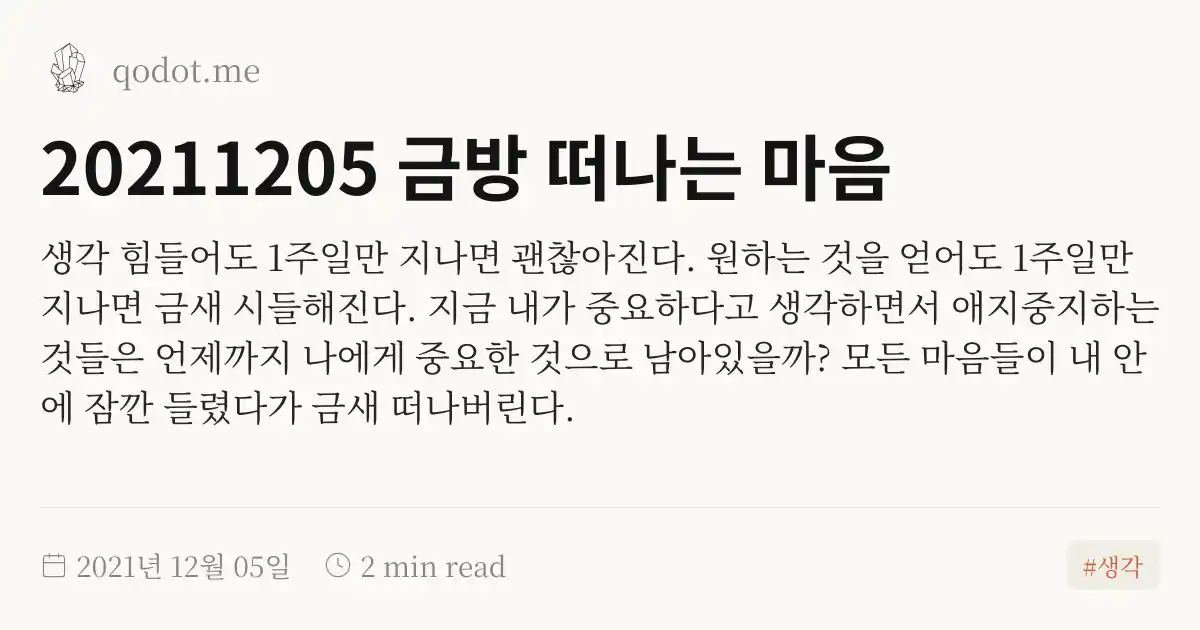 qodot.me
20211205 금방 떠나는 마음
생각 힘들어도 1주일만 지나면 괜찮아진다. 원하는 것을 얻어도 1주일만
지나면 금새 시들해진다. 지금 내가 중요하다고 생각하면서 애지중지하는
것들은 언제까지 나에게 중요한 것으로 남아있을까? 모든 마음들이 내 안
에 잠깐 들렸다가 금새 떠나버린다.
2021년 12월 05일 2 min read
#생각